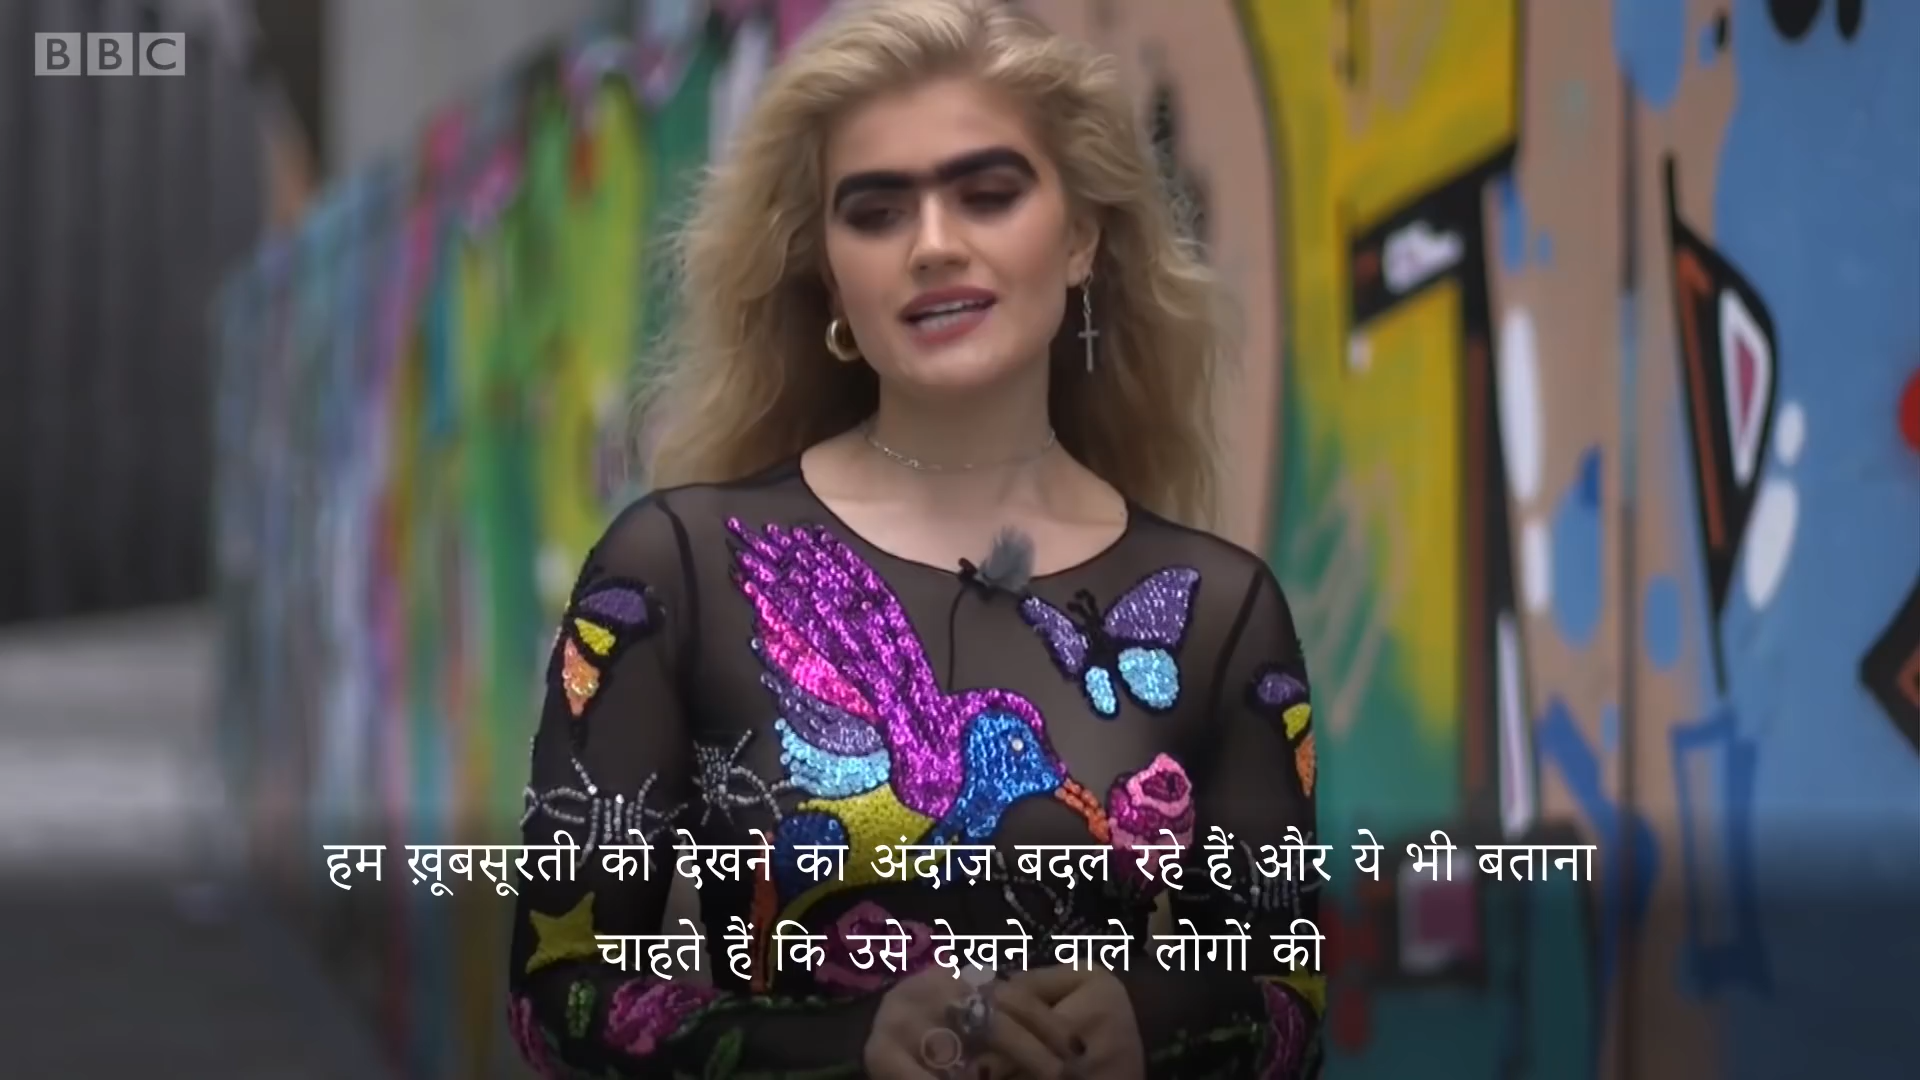 BBC
हम ख़ूबसूरती को देखने का अंदाज़ बदल रहे हैं और ये भी बताना
चाहते हैं कि उसे देखने वाले लोगों की